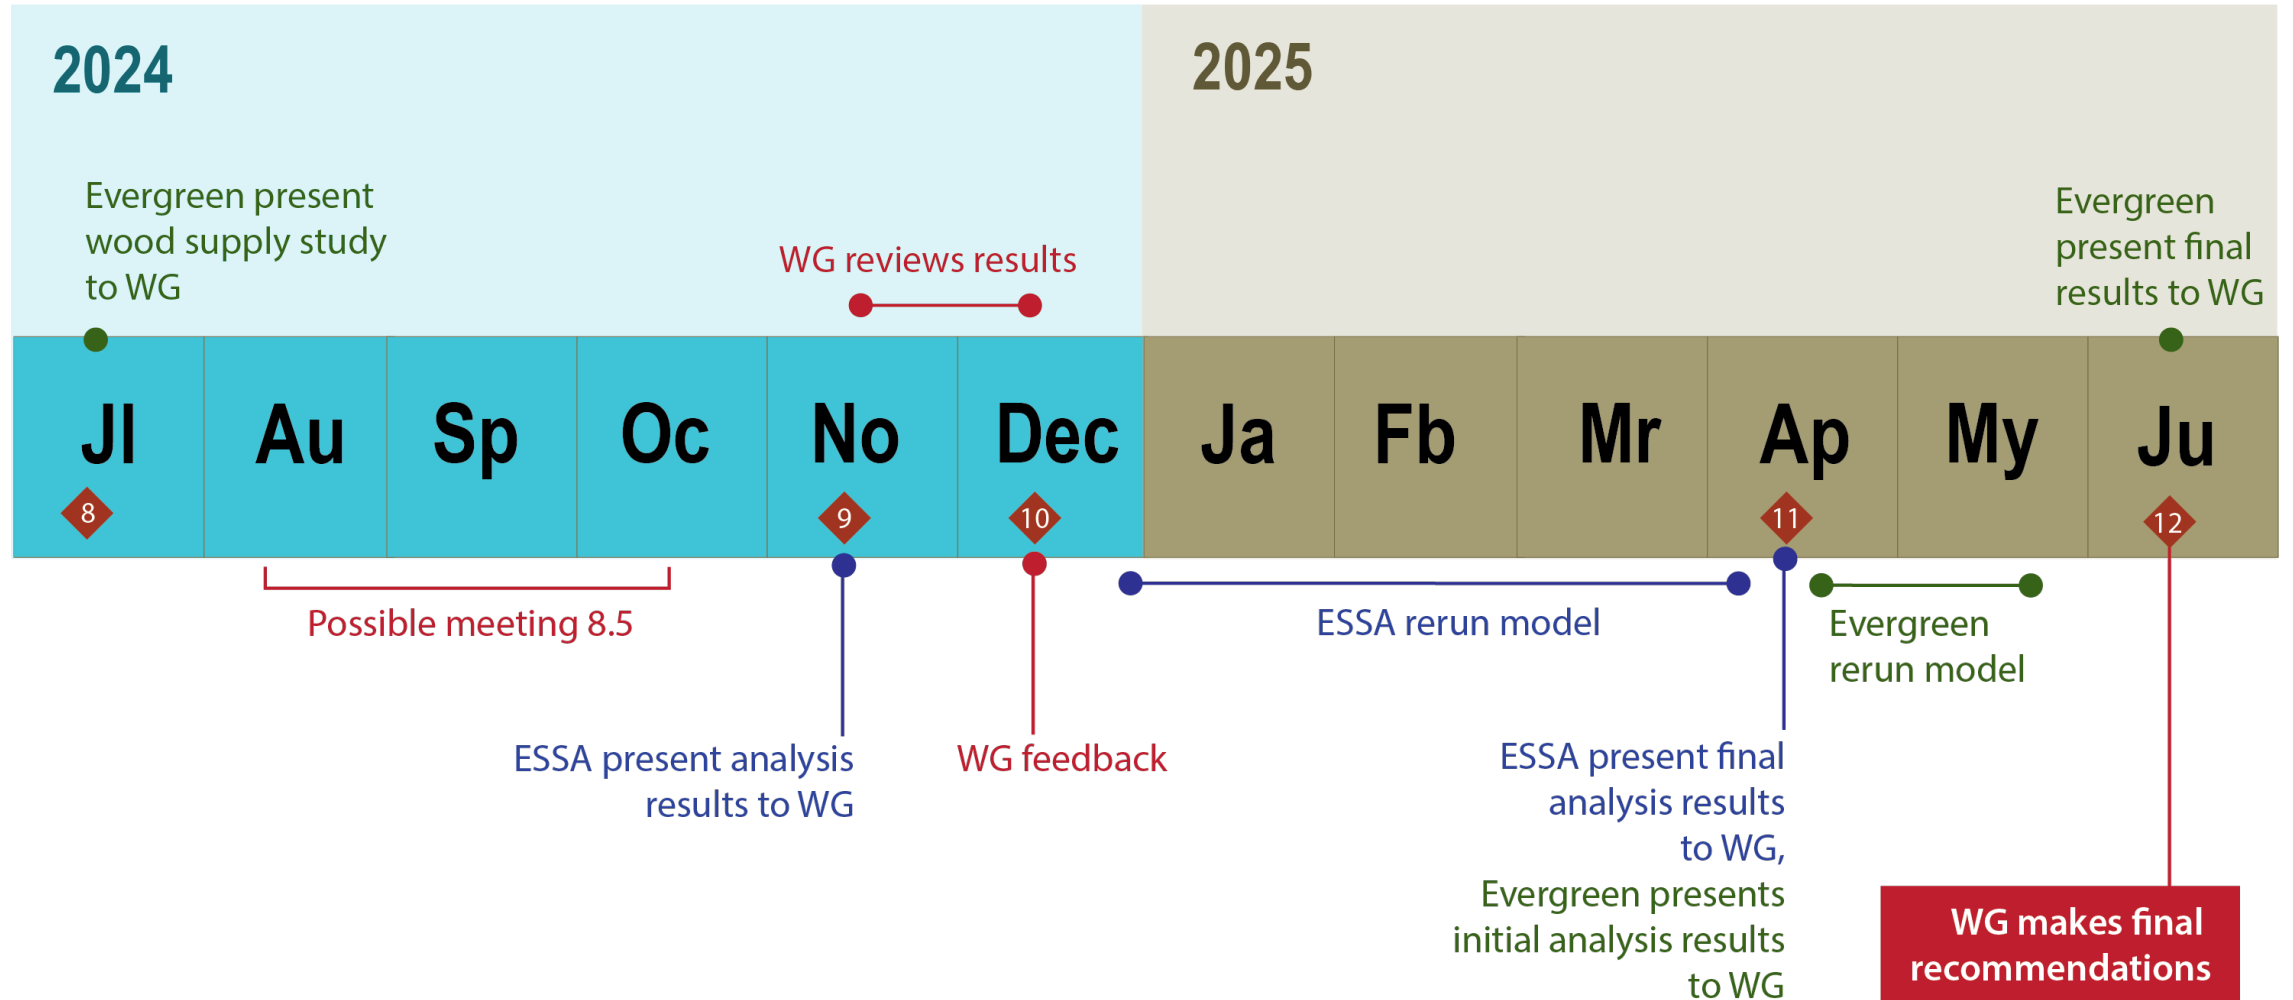 2024
2025
Evergreen present
wood supply study
to WG
WG reviews results
Evergreen
present final
results to WG
Jl
Au
Sp
Oc
No
Dec
Ja
Fb
Mr
Ap
My
Ju
8
9
10
11
12
Possible meeting 8.5
ESSA rerun model
Evergreen
rerun model
ESSA present analysis
results to WG
WG feedback
ESSA present final
analysis results
to WG,
Evergreen presents
initial analysis results
to WG
WG makes final
recommendations